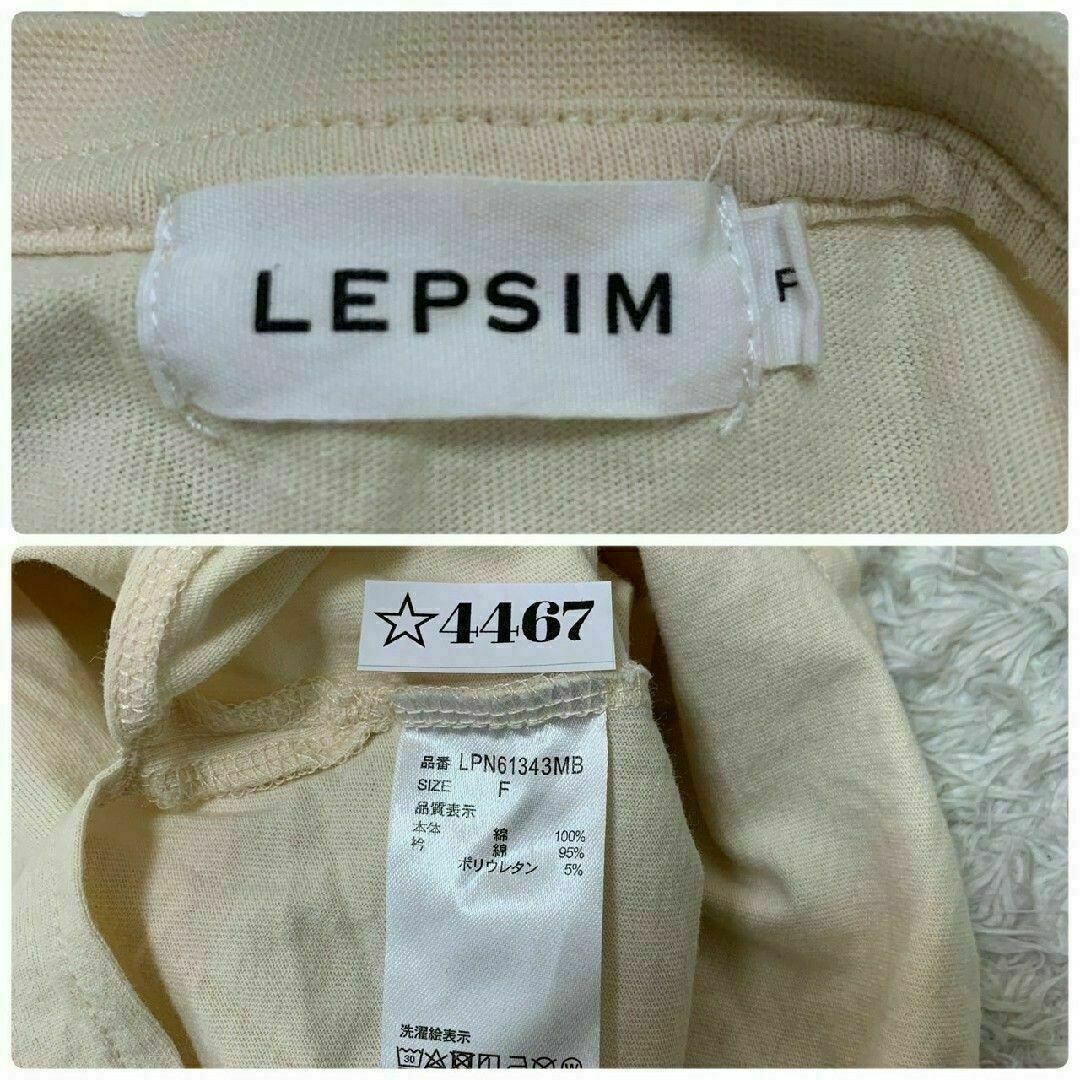 LEPSIM
F
☆4467
品番 LPN61343MB
SIZE F
品質表示
本体 綿 100%
衿 綿 95%
ポリウレタン 5%
洗濯絵表示
30
W